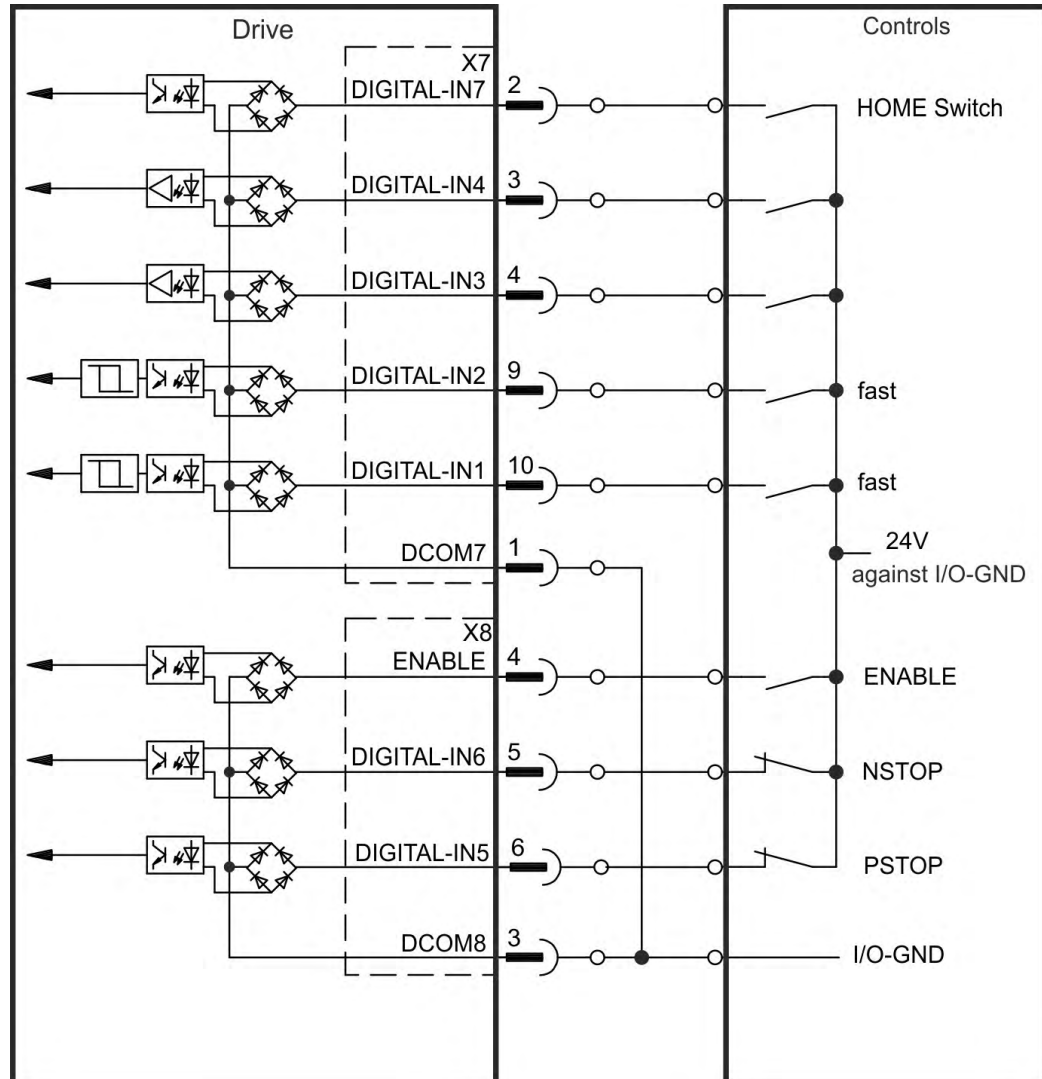 Drive
Controls
X7
DIGITAL-IN7 2 HOME Switch
DIGITAL-IN4 3
DIGITAL-IN3 4
DIGITAL-IN2 9 fast
DIGITAL-IN1 10 fast
DCOM7 1
24V
against I/O-GND
X8
ENABLE 4 ENABLE
DIGITAL-IN6 5 NSTOP
DIGITAL-IN5 6 PSTOP
DCOM8 3 I/O-GND